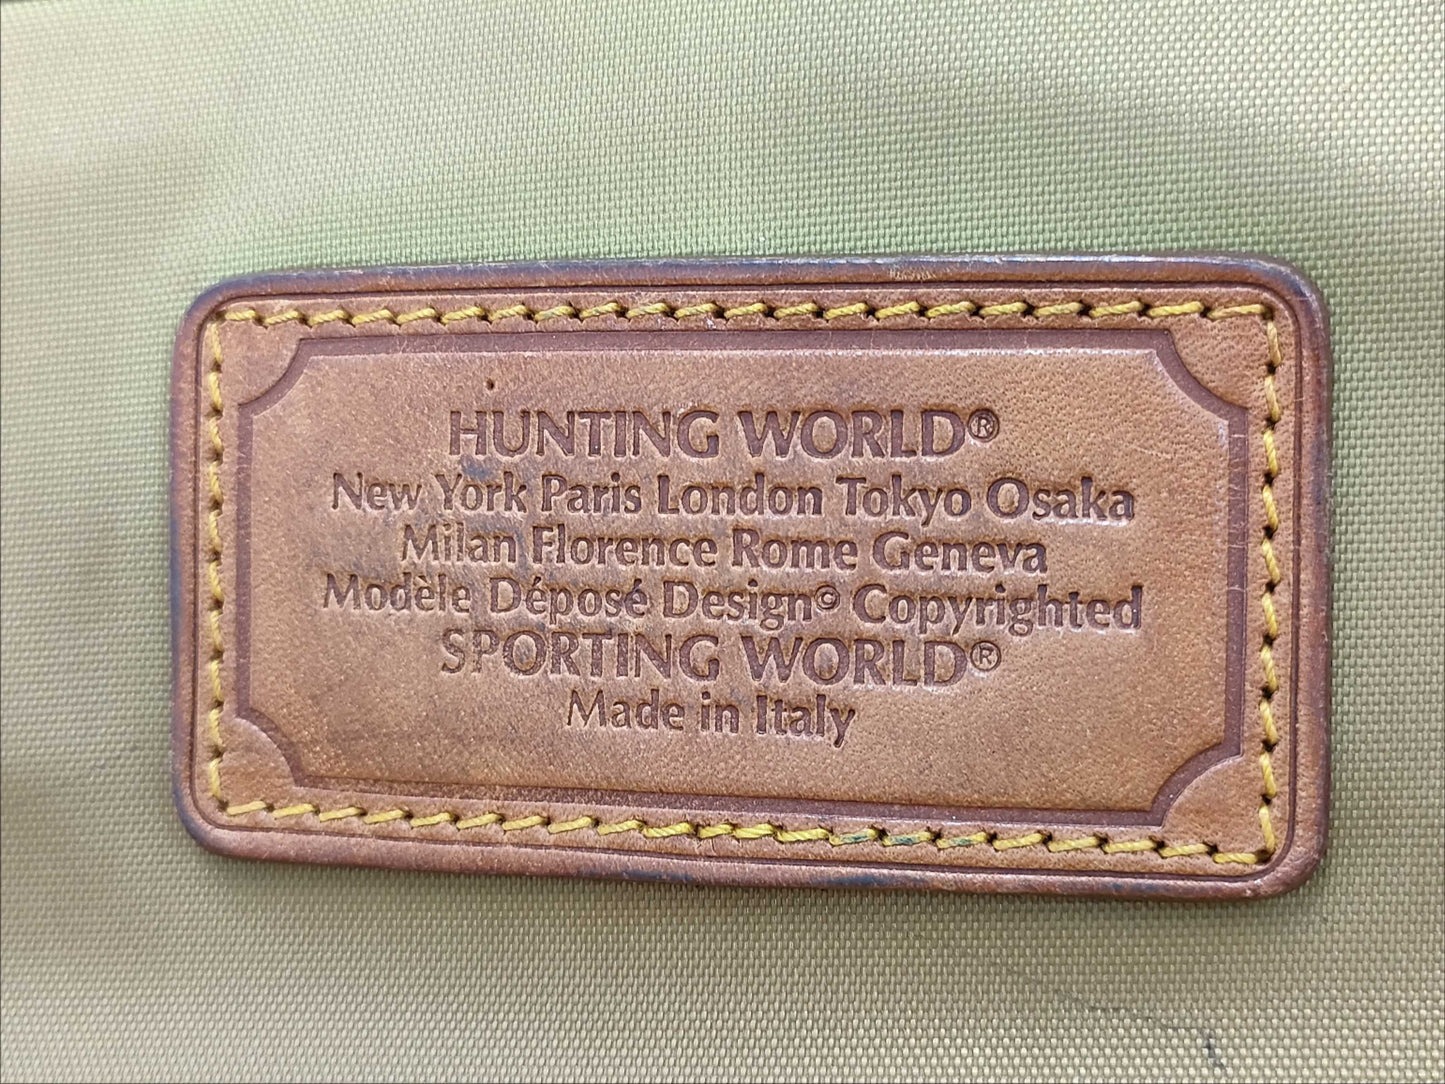 HUNTING WORLD®
New York Paris London Tokyo Osaka
Milan Florence Rome Geneva
Modèle Déposé Design© Copyrighted
SPORTING WORLD®
Made in Italy